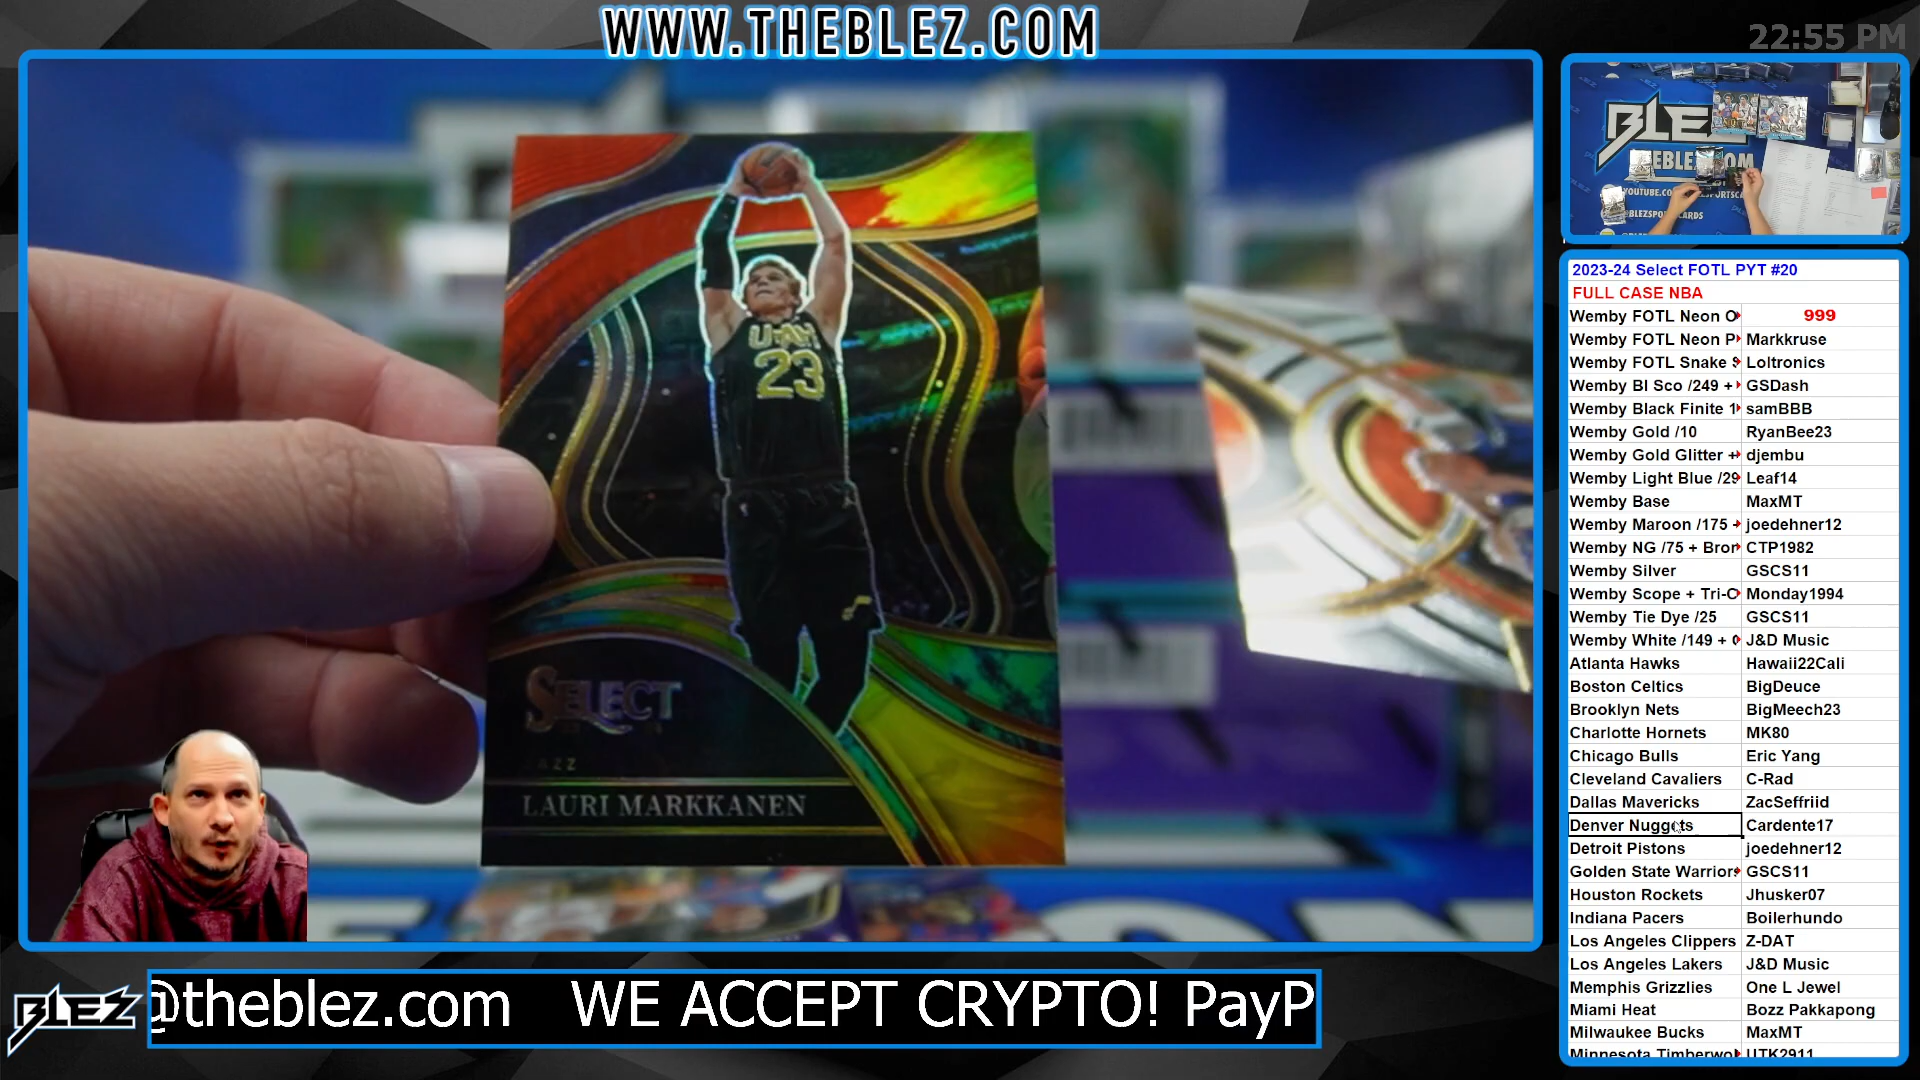 WWW.THEBLEZ.COM
22:55 PM
UTAH
23
SELECT
JAZZ
LAURI MARKKANEN
BLEZ
2023-24 Select FOTL PYT #20
FULL CASE NBA
Wemby FOTL Neon O 999
Wemby FOTL Neon P Markkruse
Wemby FOTL Snake S Loltronics
Wemby Bl Sco /249 + GSDash
Wemby Black Finite 1 samBBB
Wemby Gold /10 RyanBee23
Wemby Gold Glitter + djembu
Wemby Light Blue /29 Leaf14
Wemby Base MaxMT
Wemby Maroon /175 + joedehner12
Wemby NG /75 + Bron CTP1982
Wemby Silver GSCS11
Wemby Scope + Tri-C Monday1994
Wemby Tie Dye /25 GSCS11
Wemby White /149 + J&D Music
Atlanta Hawks Hawaii22Cali
Boston Celtics BigDeuce
Brooklyn Nets BigMeech23
Charlotte Hornets MK80
Chicago Bulls Eric Yang
Cleveland Cavaliers C-Rad
Dallas Mavericks ZacSeffriid
Denver Nuggets Cardente17
Detroit Pistons joedehner12
Golden State Warriors GSCS11
Houston Rockets Jhusker07
Indiana Pacers Boilerhundo
Los Angeles Clippers Z-DAT
Los Angeles Lakers J&D Music
Memphis Grizzlies One L Jewel
Miami Heat Bozz Pakkapong
Milwaukee Bucks MaxMT
Minnesota Timberwol UTK2911
BLEZ
@theblez.com WE ACCEPT CRYPTO! PayP